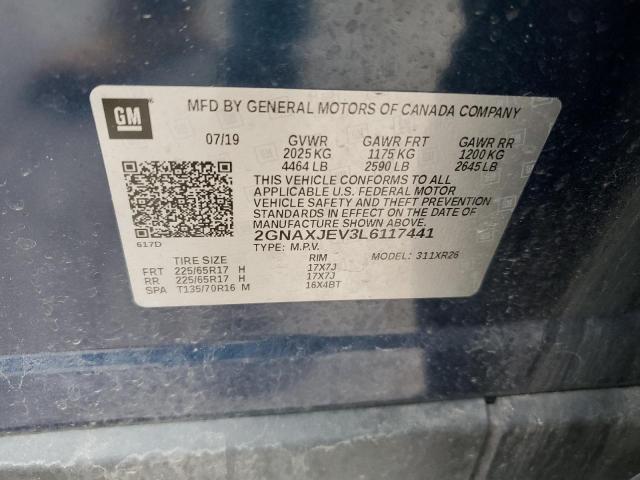 GM
MFD BY GENERAL MOTORS OF CANADA COMPANY
07/19 GVWR GAWR FRT GAWR RR
2025 KG 1175 KG 1200 KG
4464 LB 2590 LB 2645 LB
THIS VEHICLE CONFORMS TO ALL
APPLICABLE U.S. FEDERAL MOTOR
VEHICLE SAFETY AND THEFT PREVENTION
STANDARDS IN EFFECT ON THE DATE OF
MANUFACTURE SHOWN ABOVE.
617D 2GNAXJEV3L6117441
TYPE: M.P.V. MODEL: 311XR26
TIRE SIZE RIM
FRT 225/65R17 H 17X7J
RR 225/65R17 H 17X7J
SPA T135/70R16 M 16X4BT